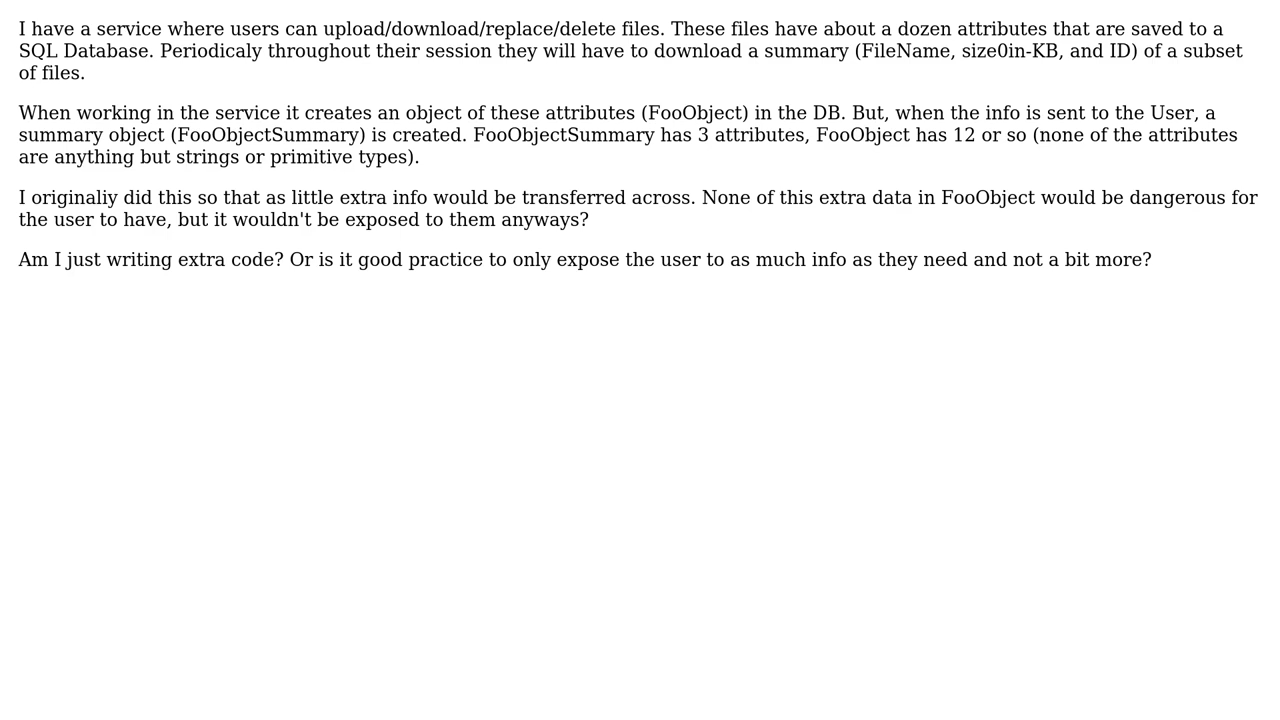 I have a service where users can upload/download/replace/delete files. These files have about a dozen attributes that are saved to a
SQL Database. Periodicaly throughout their session they will have to download a summary (FileName, size0in-KB, and ID) of a subset
of files.
When working in the service it creates an object of these attributes (FooObject) in the DB. But, when the info is sent to the User, a
summary object (FooObjectSummary) is created. FooObjectSummary has 3 attributes, FooObject has 12 or so (none of the attributes
are anything but strings or primitive types).
I originaliy did this so that as little extra info would be transferred across. None of this extra data in FooObject would be dangerous for
the user to have, but it wouldn't be exposed to them anyways?
Am I just writing extra code? Or is it good practice to only expose the user to as much info as they need and not a bit more?